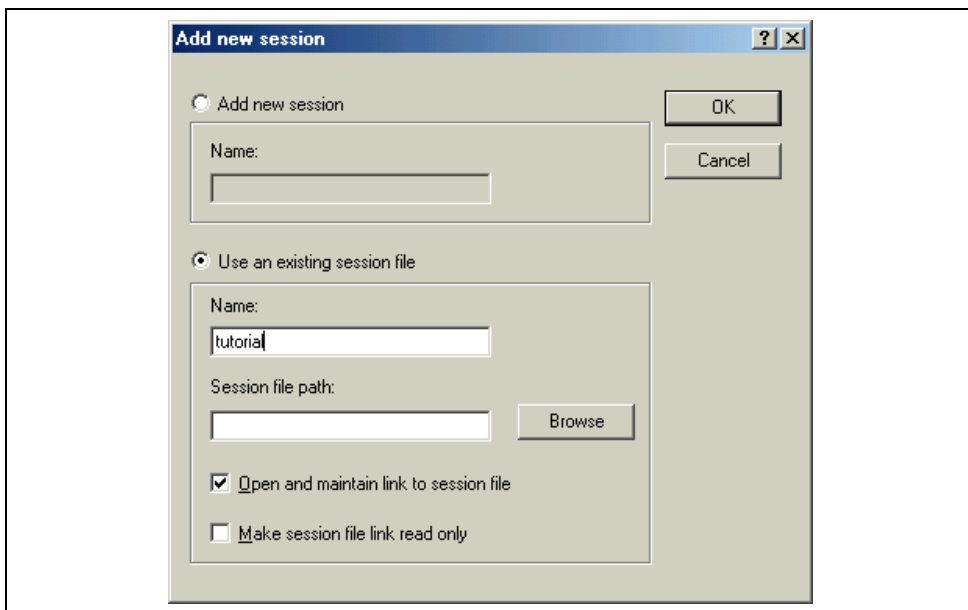 Add new session
Add new session
OK
Name:
Cancel
Use an existing session file
Name:
tutorial
Session file path:
Browse
Open and maintain link to session file
Make session file link read only